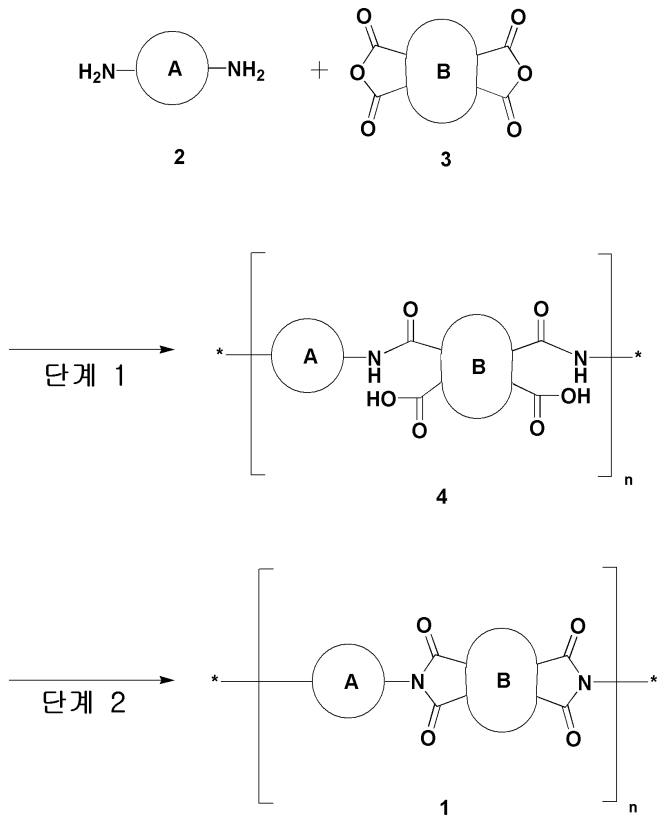 H2N A NH2 + O O O B O O O
2 3
단계 1
* A N H O B O N H * HO O OH O n
4
단계 2
* A N O O B O O N * n
1